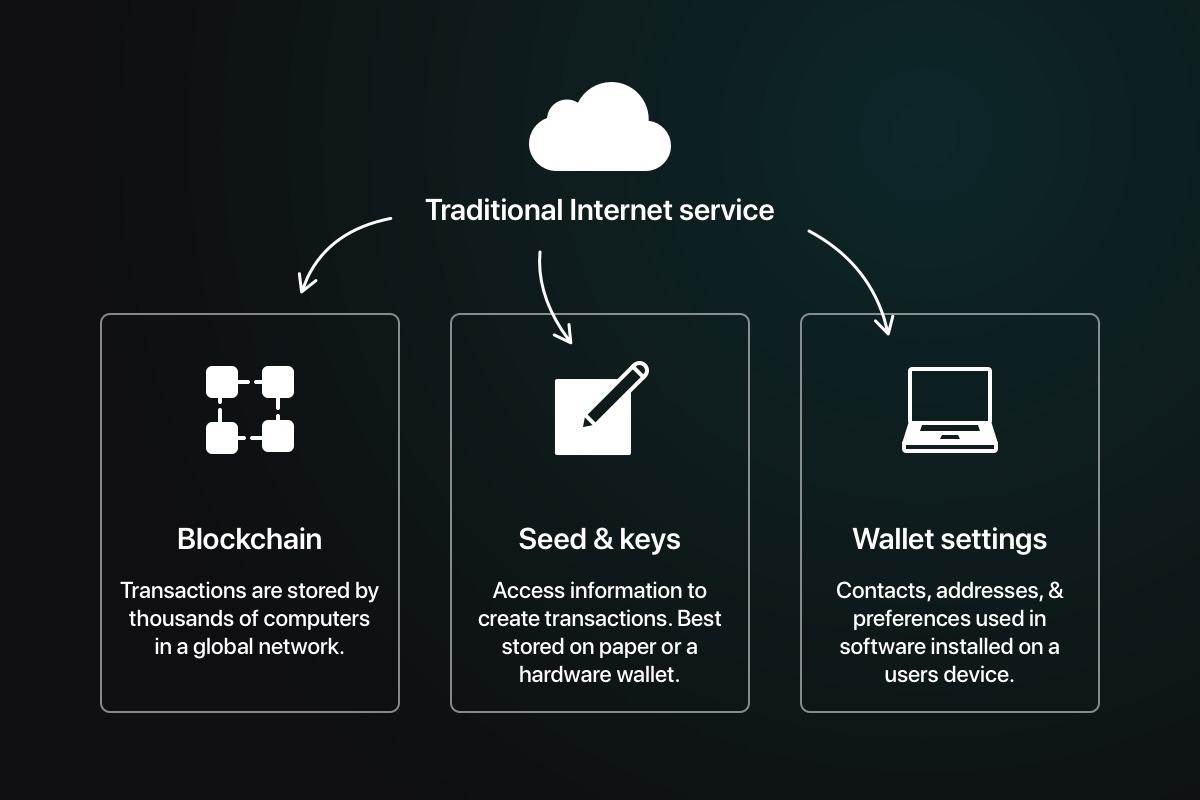 Traditional Internet service
Blockchain
Transactions are stored by
thousands of computers
in a global network.
Seed & keys
Access information to
create transactions. Best
stored on paper or a
hardware wallet.
Wallet settings
Contacts, addresses, &
preferences used in
software installed on a
users device.